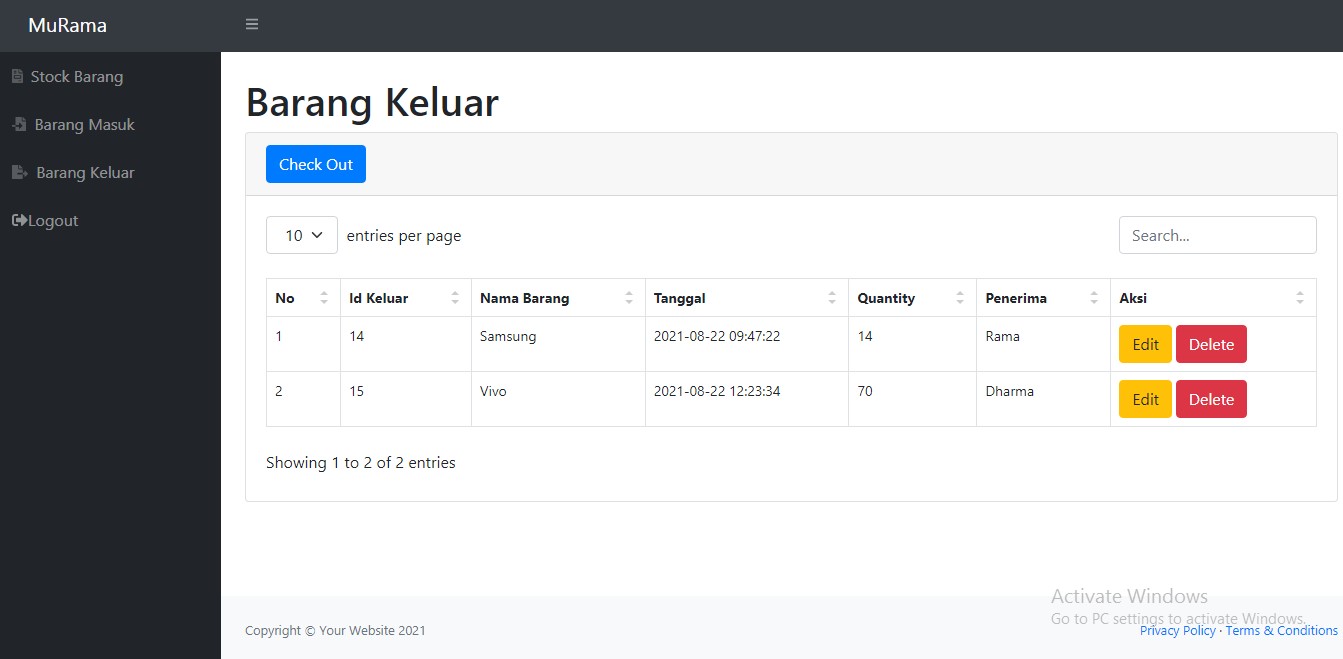 MuRama
Stock Barang
Barang Masuk
Barang Keluar
Logout
Barang Keluar
Check Out
10 entries per page
Search...
No Id Keluar Nama Barang Tanggal Quantity Penerima Aksi
1 14 Samsung 2021-08-22 09:47:22 14 Rama Edit Delete
2 15 Vivo 2021-08-22 12:23:34 70 Dharma Edit Delete
Showing 1 to 2 of 2 entries
Activate Windows
Go to PC settings to activate Windows.
Copyright © Your Website 2021 Privacy Policy · Terms & Conditions